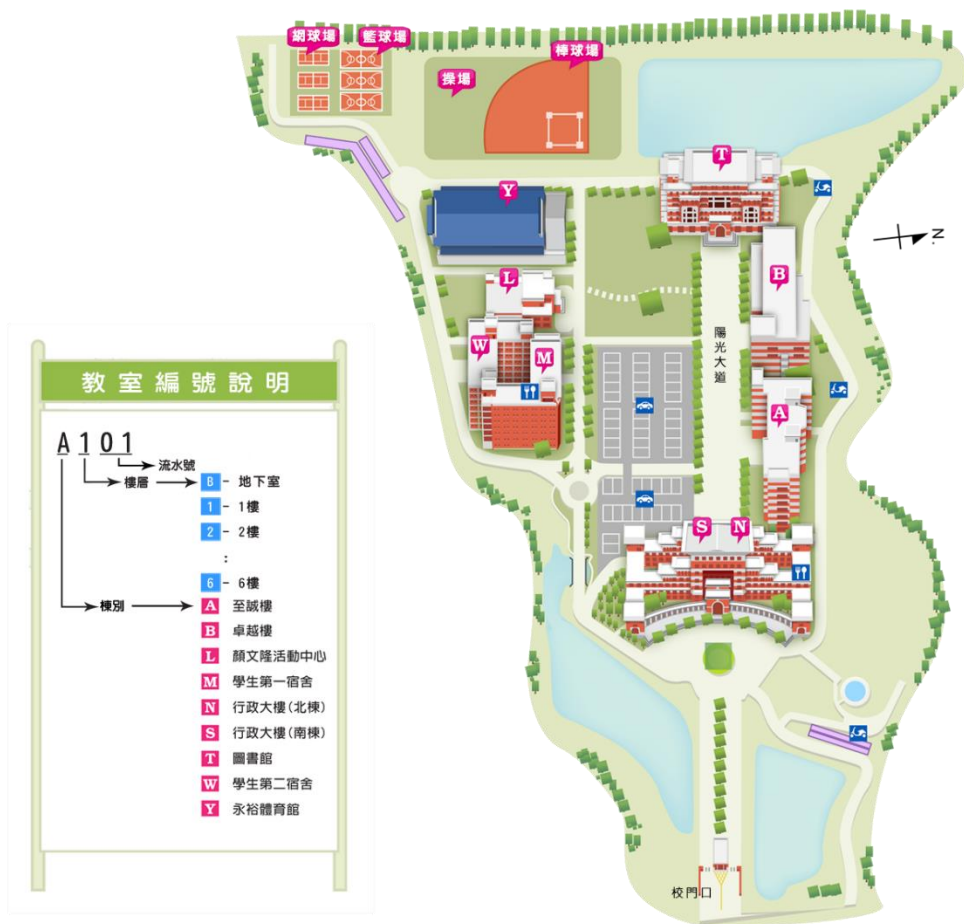 網球場
籃球場
操場
棒球場
T
Y
N.
B
L
陽光大道
W
M
A
S
N
校門口
教室編號說明
A101
流水號
樓層
B - 地下室
1 - 1樓
2 - 2樓
:
6 - 6樓
棟別
A 至誠樓
B 卓越樓
L 顏文隆活動中心
M 學生第一宿舍
N 行政大樓(北棟)
S 行政大樓(南棟)
T 圖書館
W 學生第二宿舍
Y 永裕體育館